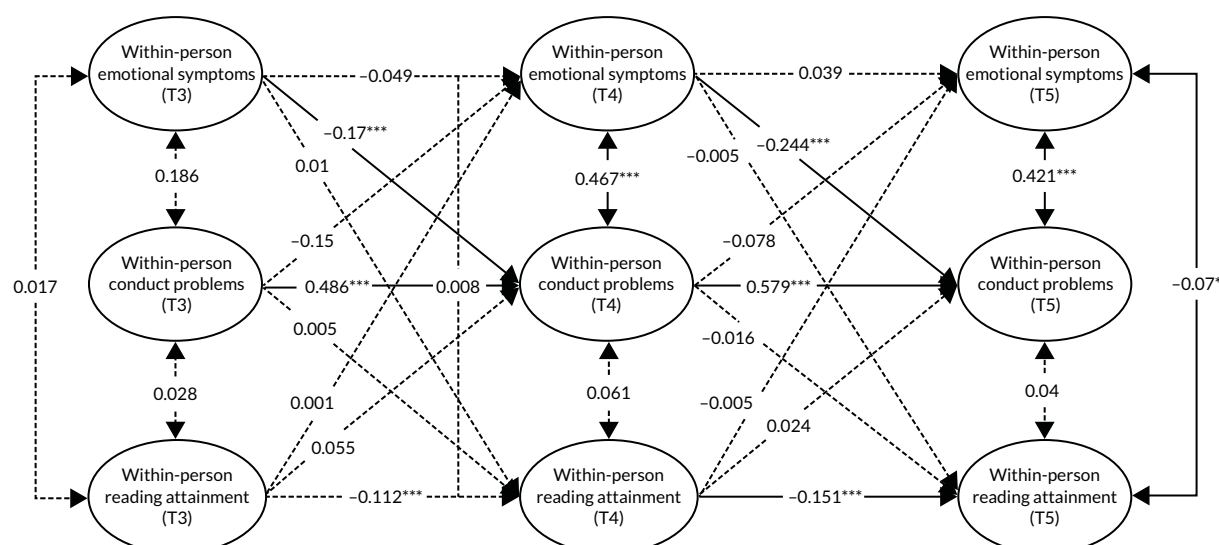 Within-person
emotional symptoms
(T3)
–0.049
Within-person
emotional symptoms
(T4)
0.039
Within-person
emotional symptoms
(T5)
–0.17***
0.01
–0.005
–0.244***
0.186
0.467***
0.421***
–0.15
–0.078
Within-person
conduct problems
(T3)
0.017
0.486***
0.008
Within-person
conduct problems
(T4)
0.579***
Within-person
conduct problems
(T5)
–0.07*
0.005
–0.016
0.028
0.061
0.04
0.001
–0.005
0.055
0.024
Within-person
reading attainment
(T3)
–0.112***
Within-person
reading attainment
(T4)
–0.151***
Within-person
reading attainment
(T5)